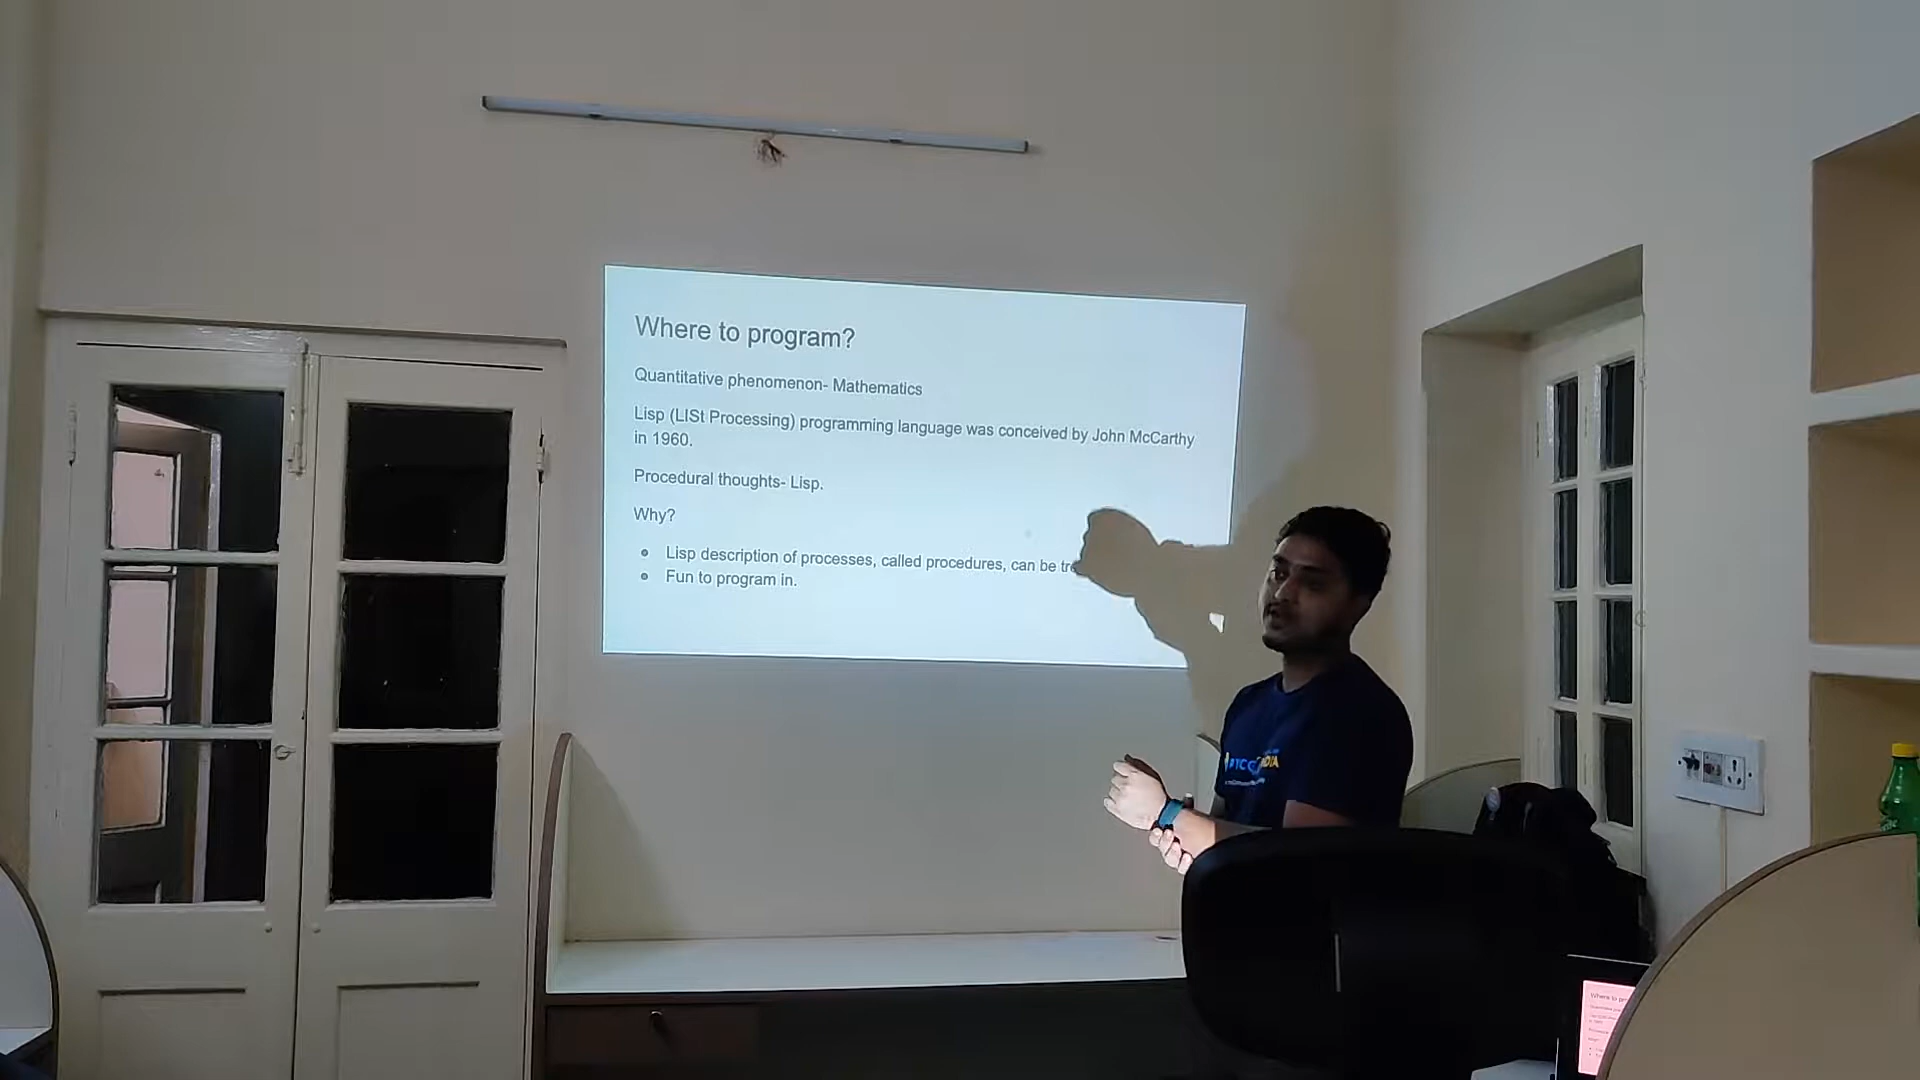 Where to program?
Quantitative phenomenon- Mathematics
Lisp (LISt Processing) programming language was conceived by John McCarthy
in 1960.
Procedural thoughts- Lisp.
Why?
Lisp description of processes, called procedures, can be
Fun to program in.